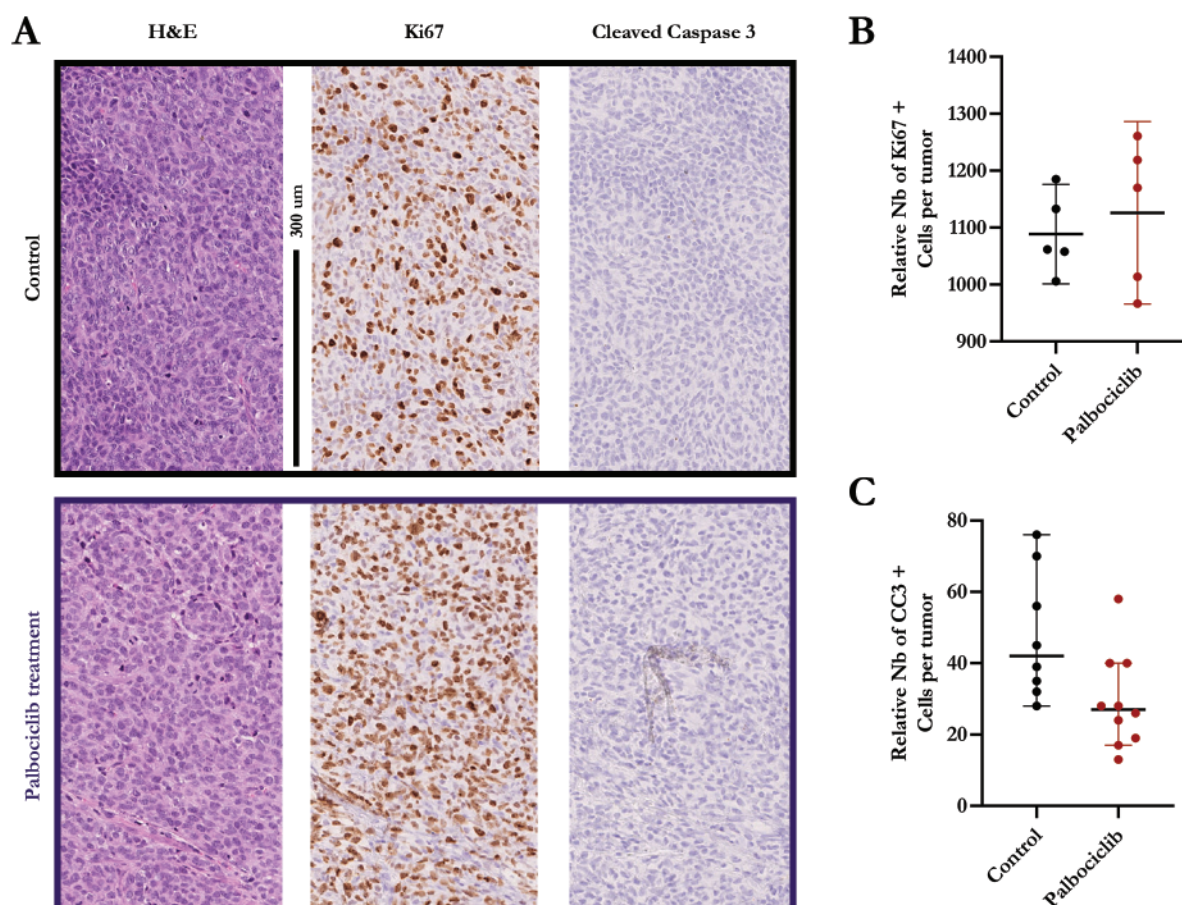 A
H&E
Ki67
Cleaved Caspase 3
Control
300 um
Palbociclib treatment
B
Relative Nb of Ki67 +
Cells per tumor
1400
1300
1200
1100
1000
900
Control
Palbociclib
C
Relative Nb of CC3 +
Cells per tumor
80
60
40
20
0
Control
Palbociclib